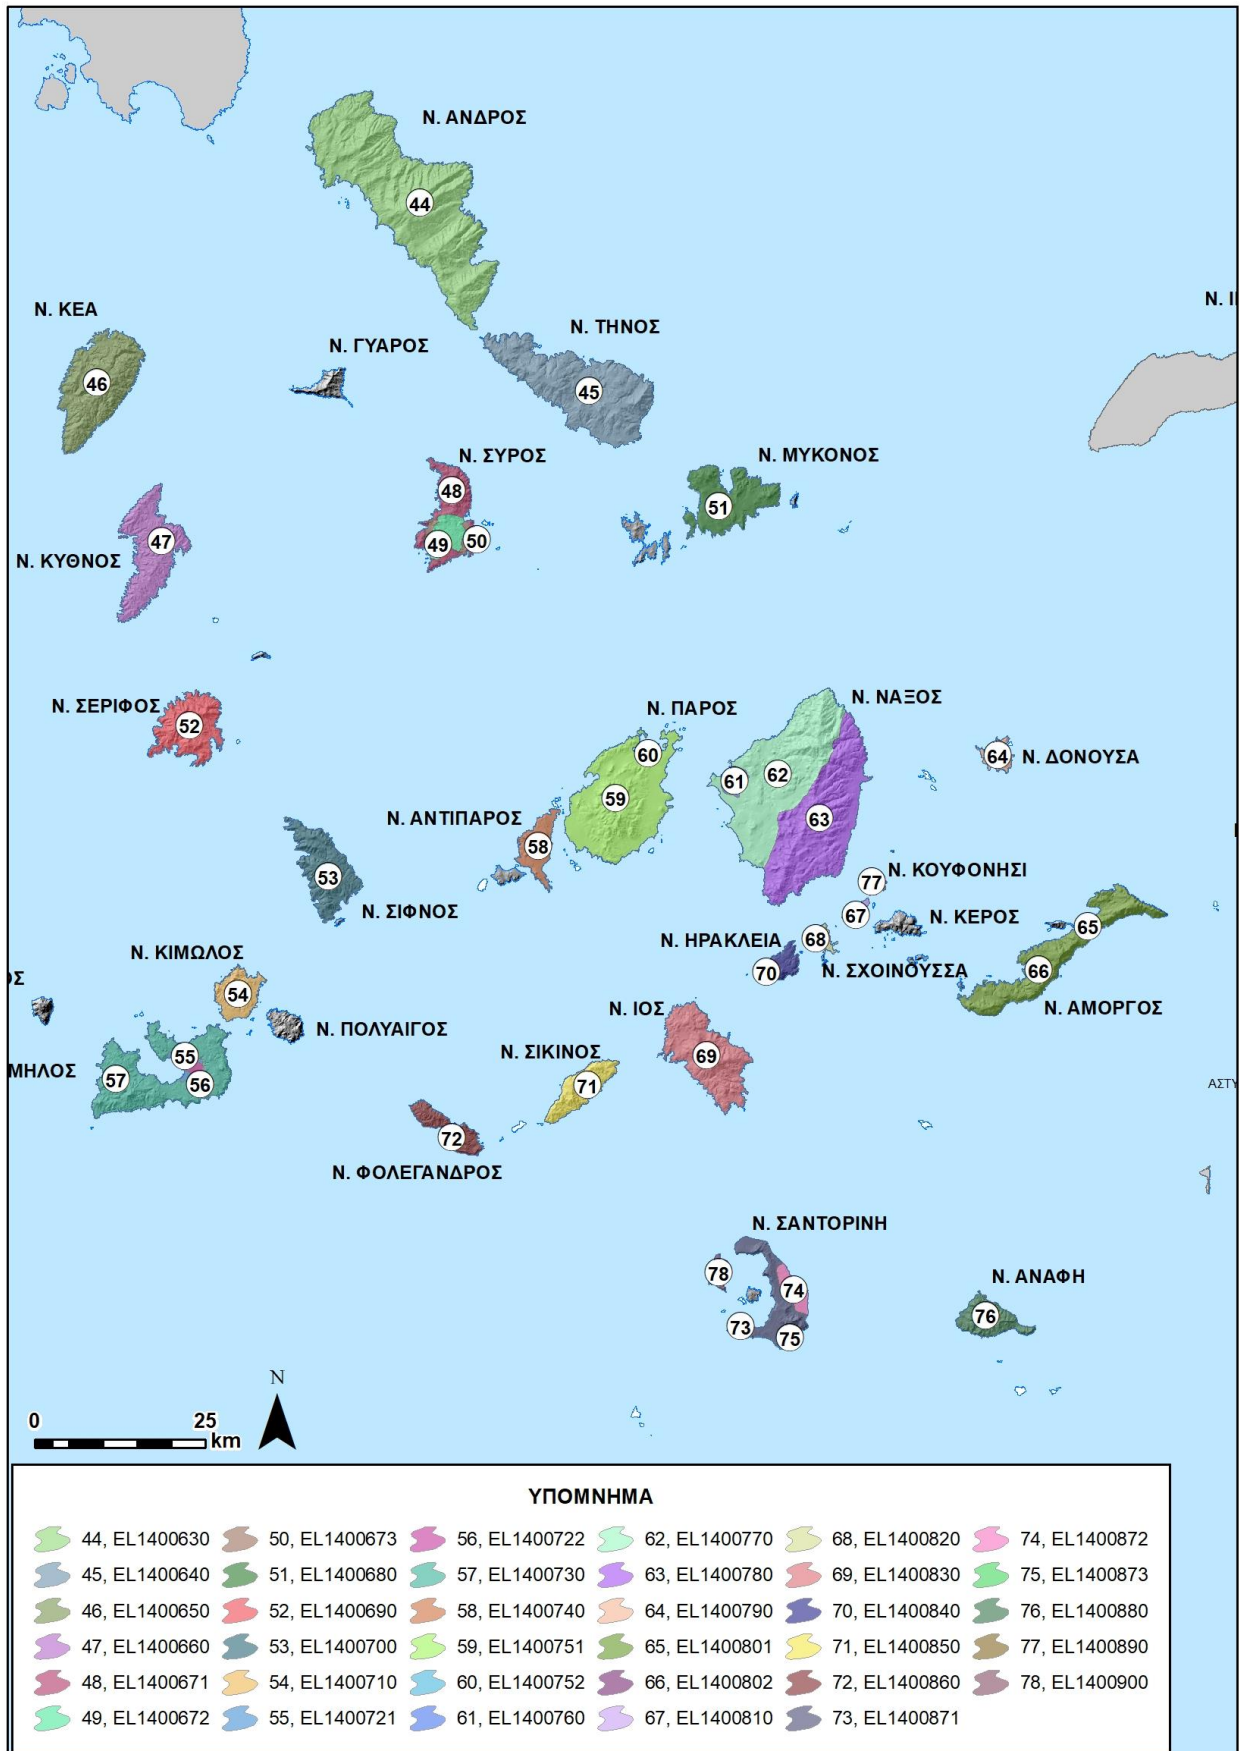 Ν. ΑΝΔΡΟΣ
44
Ν. ΚΕΑ
Ν. ΤΗΝΟΣ
Ν. ΓΥΑΡΟΣ
46
45
Ν. ΣΥΡΟΣ
Ν. ΜΥΚΟΝΟΣ
48
51
47
49
50
Ν. ΚΥΘΝΟΣ
Ν. ΣΕΡΙΦΟΣ
52
Ν. ΠΑΡΟΣ
Ν. ΝΑΞΟΣ
60
64
Ν. ΔΟΝΟΥΣΑ
61
62
59
63
Ν. ΑΝΤΙΠΑΡΟΣ
58
53
Ν. ΣΙΦΝΟΣ
77
Ν. ΚΟΥΦΟΝΗΣΙ
67
Ν. ΚΕΡΟΣ
65
Ν. ΗΡΑΚΛΕΙΑ
68
70
Ν. ΣΧΟΙΝΟΥΣΣΑ
66
Ν. ΑΜΟΡΓΟΣ
Ν. ΚΙΜΩΛΟΣ
ΟΣ
54
Ν. ΠΟΛΥΑΙΓΟΣ
Ν. ΙΟΣ
69
ΜΗΛΟΣ
57
55
56
Ν. ΣΙΚΙΝΟΣ
71
ΑΣΤΥ
72
Ν. ΦΟΛΕΓΑΝΔΡΟΣ
Ν. ΣΑΝΤΟΡΙΝΗ
78
74
73
75
Ν. ΑΝΑΦΗ
76
N
0 25
km
ΥΠΟΜΝΗΜΑ
44, EL1400630 50, EL1400673 56, EL1400722 62, EL1400770 68, EL1400820 74, EL1400872
45, EL1400640 51, EL1400680 57, EL1400730 63, EL1400780 69, EL1400830 75, EL1400873
46, EL1400650 52, EL1400690 58, EL1400740 64, EL1400790 70, EL1400840 76, EL1400880
47, EL1400660 53, EL1400700 59, EL1400751 65, EL1400801 71, EL1400850 77, EL1400890
48, EL1400671 54, EL1400710 60, EL1400752 66, EL1400802 72, EL1400860 78, EL1400900
49, EL1400672 55, EL1400721 61, EL1400760 67, EL1400810 73, EL1400871